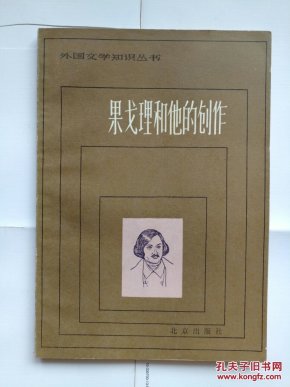 外国文学知识丛书
果戈理和他的创作
北京出版社
孔夫子旧书网